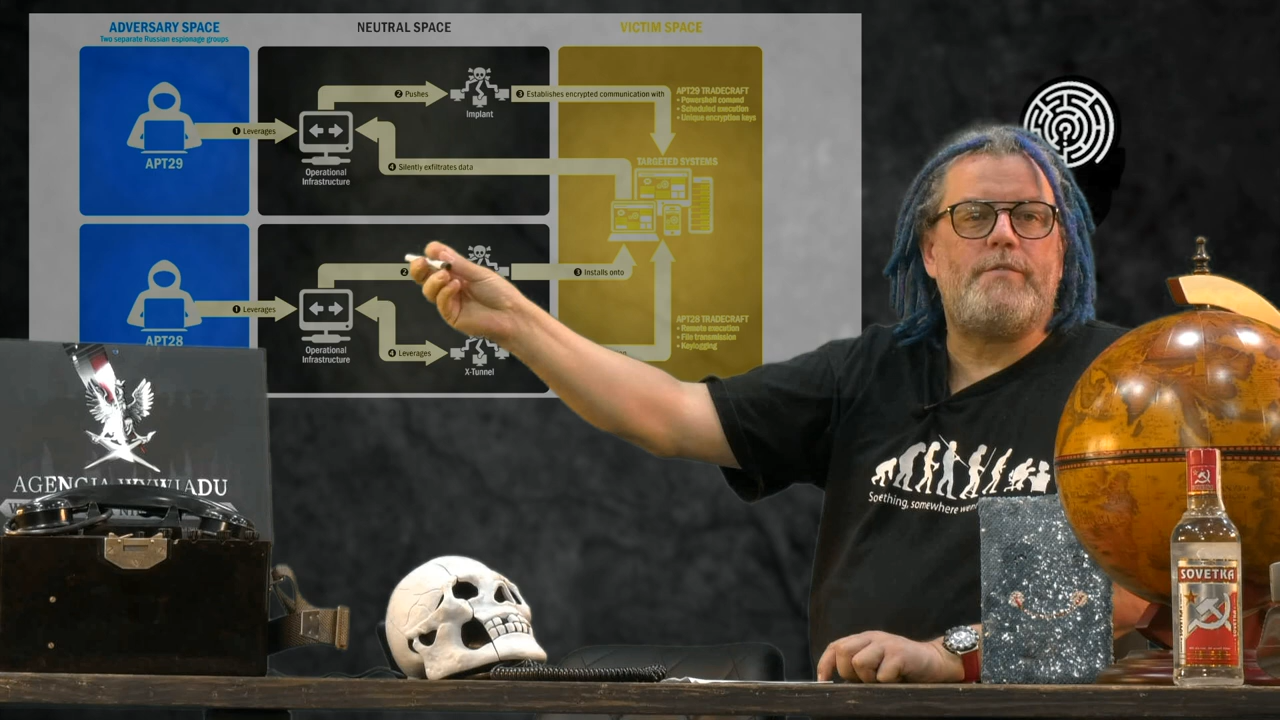 ADVERSARY SPACE
Two separate Russian espionage groups
NEUTRAL SPACE
VICTIM SPACE
2 Pushes
Implant
3 Establishes encrypted communication with
APT29 TRADECRAFT
• Powershell comand
• Scheduled execution
• Unique encryption keys
1 Leverages
APT29
Operational
Infrastructure
4 Silently exfiltrates data
TARGETED SYSTEMS
2
3 Installs onto
1 Leverages
APT28
Operational
Infrastructure
4 Leverages
X-Tunnel
APT28 TRADECRAFT
• Remote execution
• File transmission
• Keylogging
AGENCJA WYWIADU
Soething, somewhere went
SOVETKA